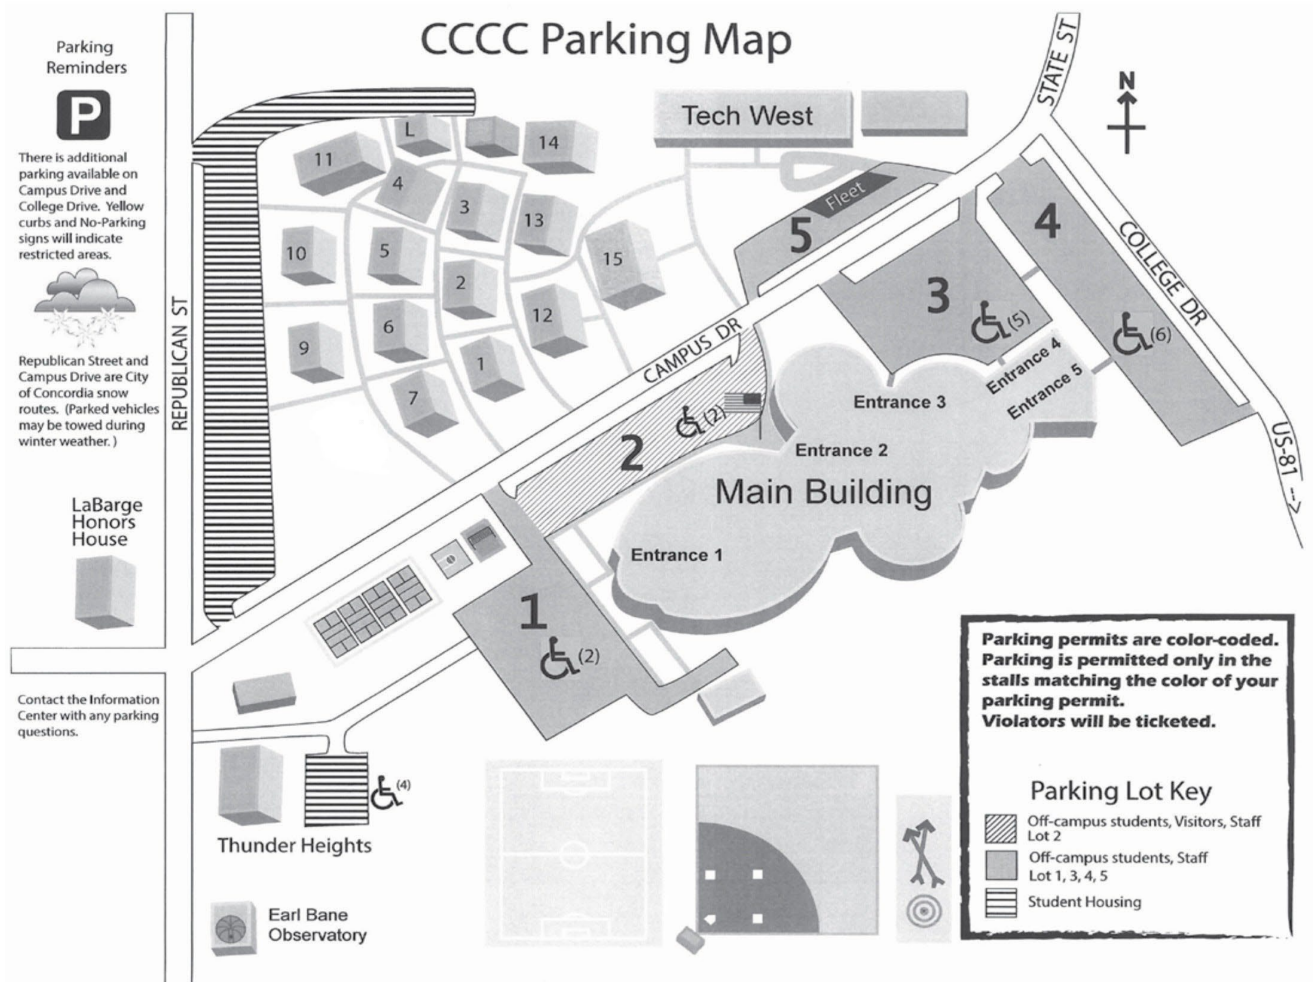 CCCC Parking Map
Parking
Reminders
P
There is additional
parking available on
Campus Drive and
College Drive. Yellow
curbs and No-Parking
signs will indicate
restricted areas.
Republican Street and
Campus Drive are City
of Concordia snow
routes. (Parked vehicles
may be towed during
winter weather.)
LaBarge
Honors
House
Contact the Information
Center with any parking
questions.
REPUBLICAN ST
STATE ST
N
Tech West
L
14
11
4
3
13
10
5
2
15
12
9
6
1
7
Fleet
5
4
3
(5)
(6)
COLLEGE DR
US-81 -->
CAMPUS DR
2
(2)
Entrance 4
Entrance 5
Entrance 3
Entrance 2
Main Building
Entrance 1
1
(2)
(4)
Thunder Heights
Earl Bane
Observatory
Parking permits are color-coded.
Parking is permitted only in the
stalls matching the color of your
parking permit.
Violators will be ticketed.
Parking Lot Key
Off-campus students, Visitors, Staff
Lot 2
Off-campus students, Staff
Lot 1, 3, 4, 5
Student Housing